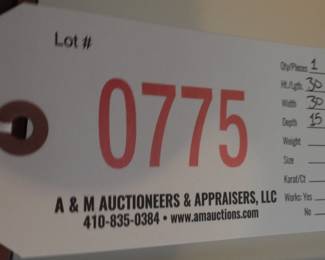 Lot #
0775
A & M AUCTIONEERS & APPRAISERS, LLC
410-835-0384 • www.amauctions.com
Qty/Pieces 1
Ht./Lgth. 30
Width 30
Depth 15
Weight
Size
Karat/Ct
Works: Yes
No